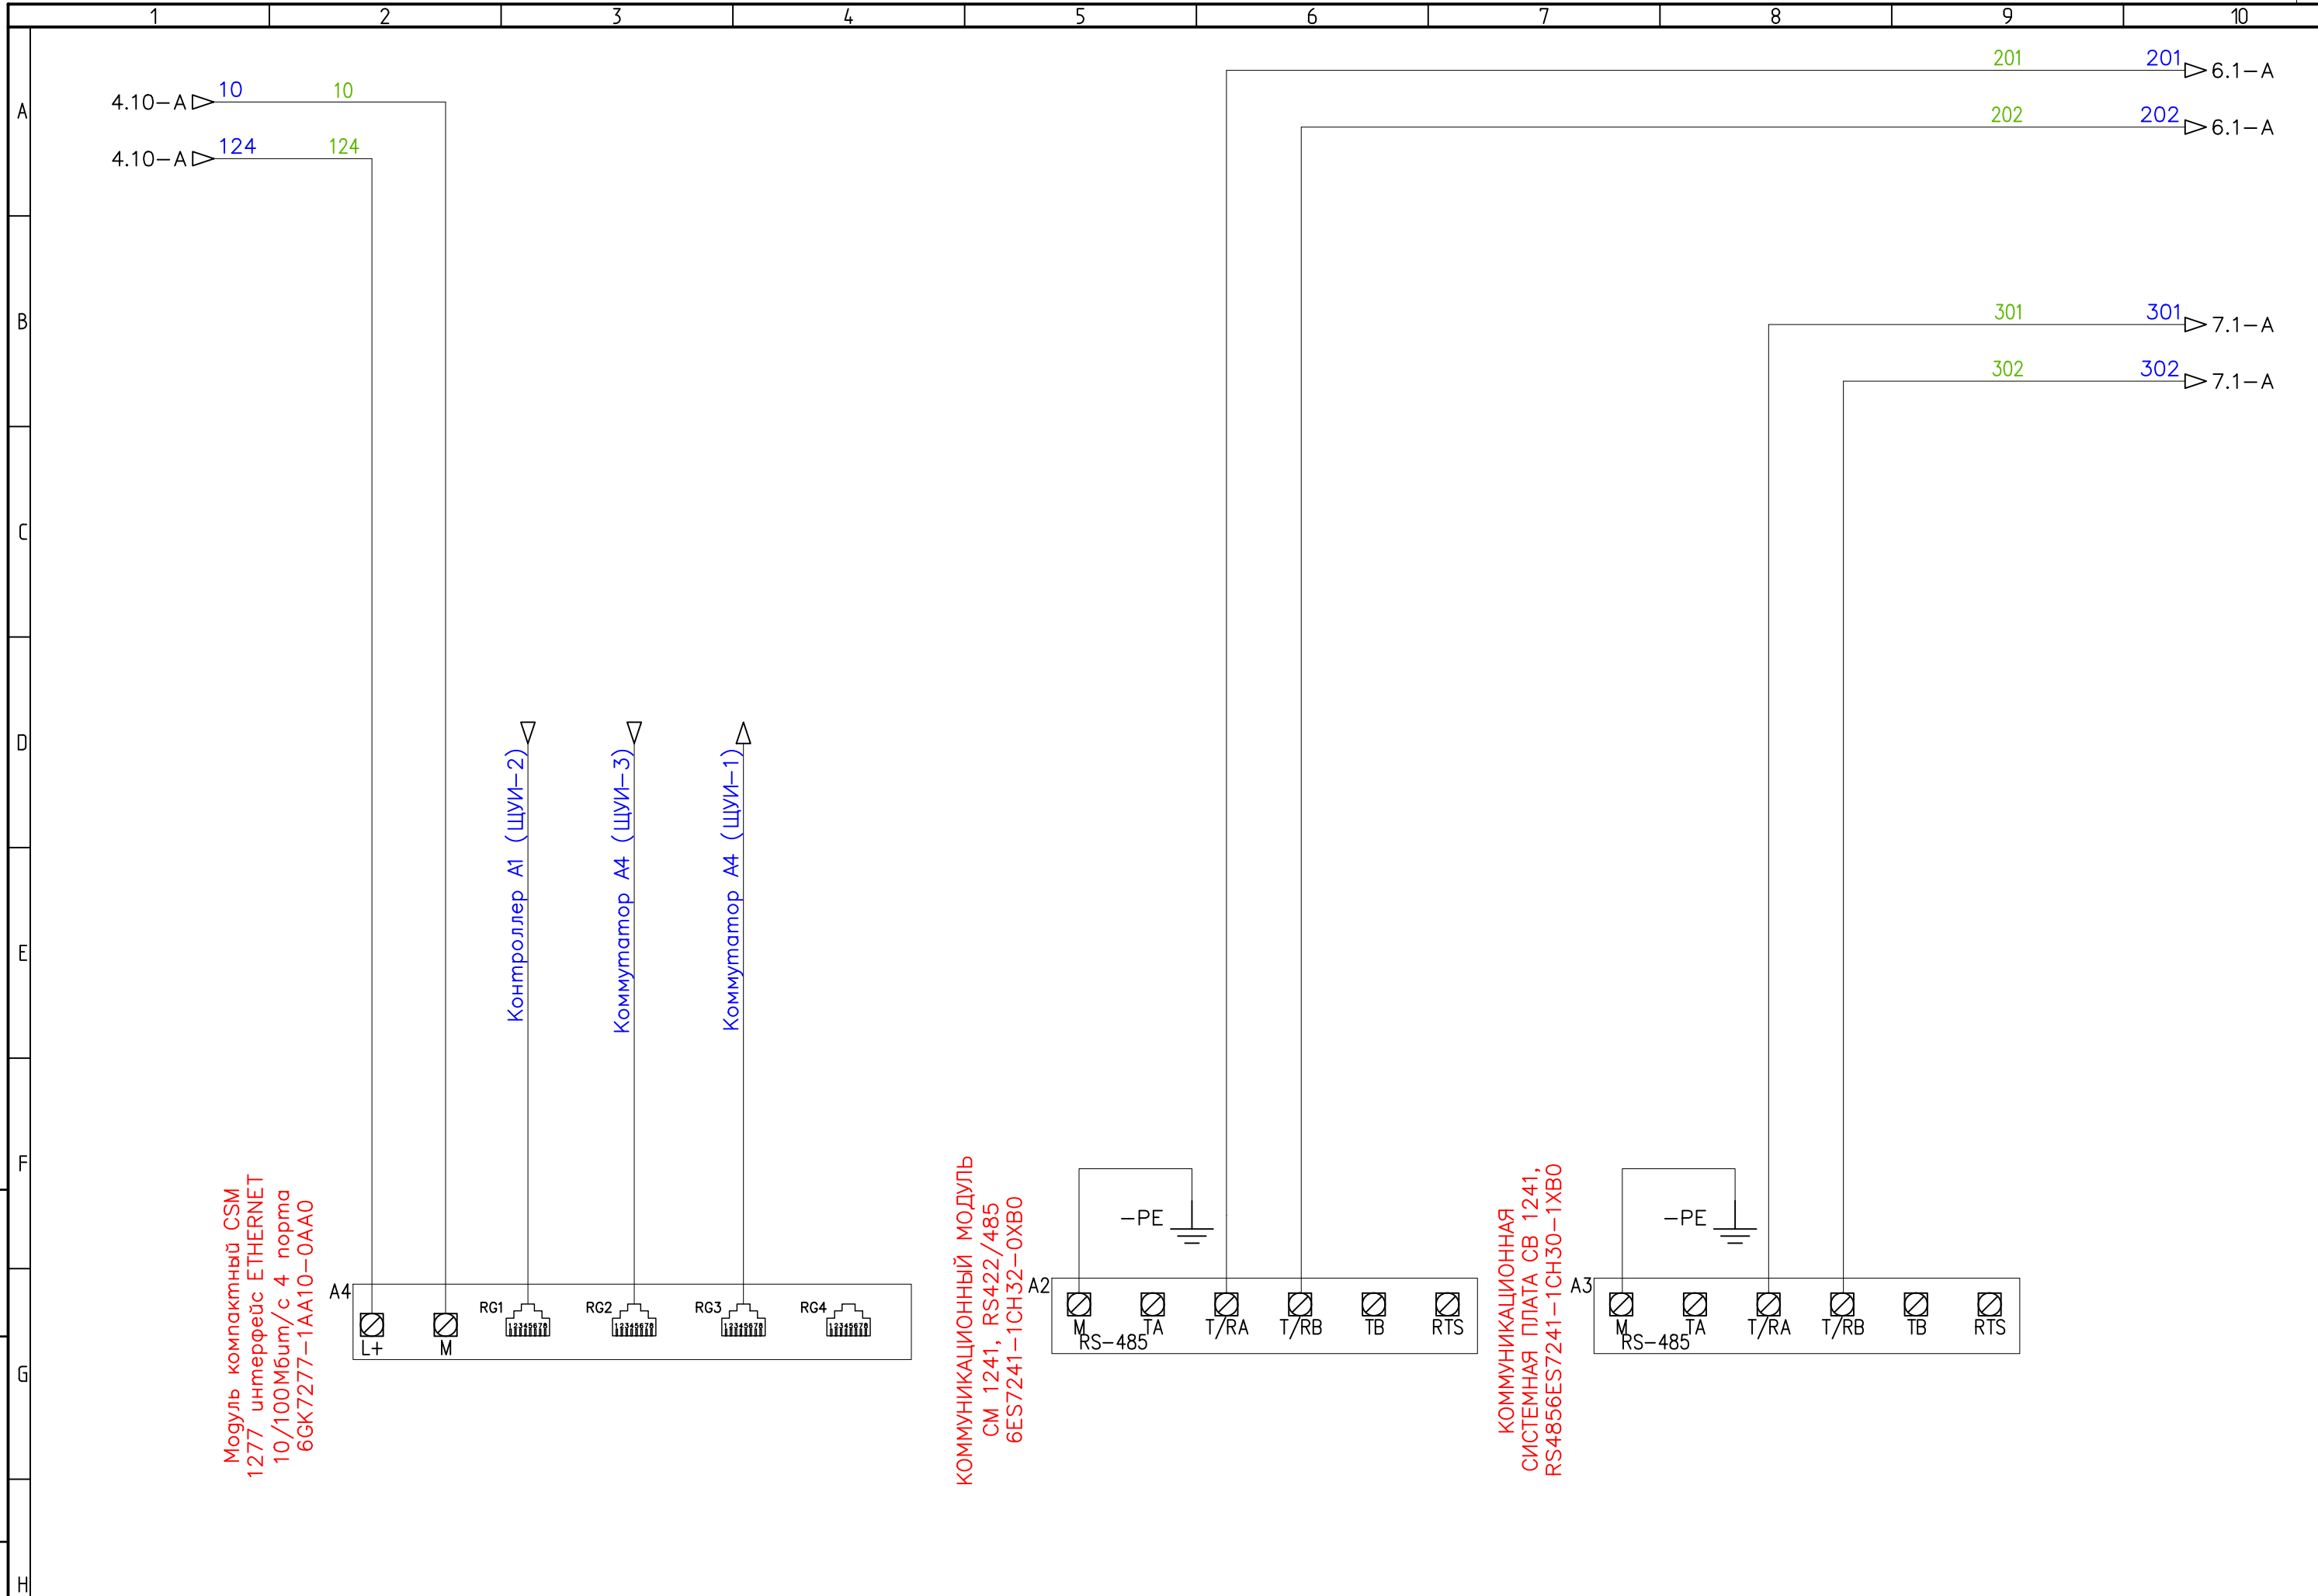 1 2 3 4 5 6 7 8 9 10
A
B
C
D
E
F
G
H
4.10-A 10 10
4.10-A 124 124
201 201 6.1-A
202 202 6.1-A
301 301 7.1-A
302 302 7.1-A
Контроллер А1 (ЩУИ-2)
Коммутатор А4 (ЩУИ-3)
Коммутатор А4 (ЩУИ-1)
Модуль компактный CSM
1277 интерфейс ETHERNET
10/100Мбит/с 4 порта
6GK7277-1AA10-0AA0
A4
L+ M
RG1 RG2 RG3 RG4
КОММУНИКАЦИОННЫЙ МОДУЛЬ
CM 1241, RS422/485
6ES7241-1CH32-0XB0
-PE
A2
M TA T/RA T/RB TB RTS
RS-485
КОММУНИКАЦИОННАЯ
СИСТЕМНАЯ ПЛАТА CB 1241,
RS4856ES7241-1CH30-1XB0
-PE
A3
M TA T/RA T/RB TB RTS
RS-485